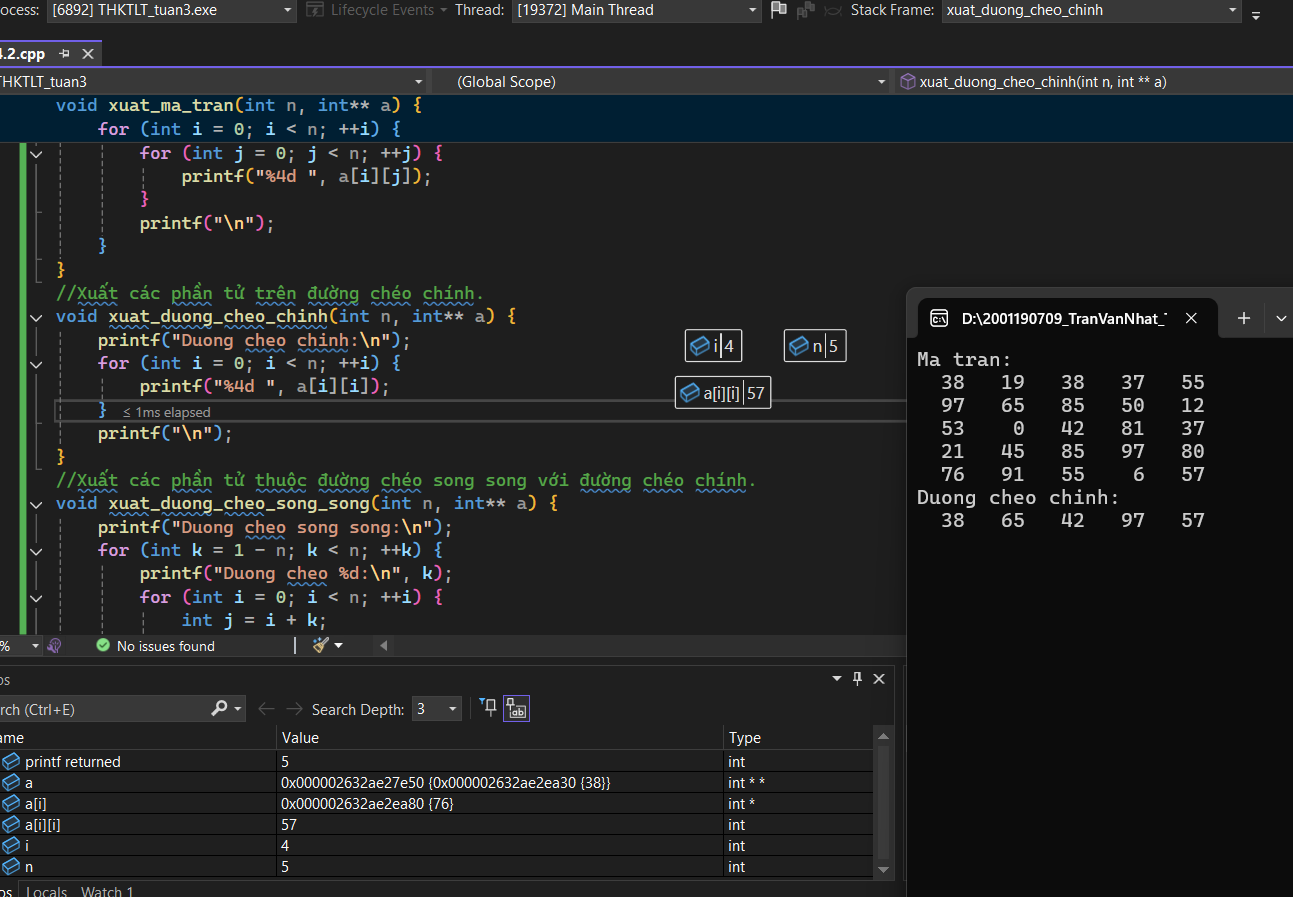 ocess: [6892] THKTLT_tuan3.exe Lifecycle Events Thread: [19372] Main Thread Stack Frame: xuat_duong_cheo_chinh
4.2.cpp
THKTLT_tuan3 (Global Scope) xuat_duong_cheo_chinh(int n, int ** a)
void xuat_ma_tran(int n, int** a) {
for (int i = 0; i < n; ++i) {
for (int j = 0; j < n; ++j) {
printf("%4d ", a[i][j]);
}
printf("\n");
}
}
//Xuất các phần tử trên đường chéo chính.
void xuat_duong_cheo_chinh(int n, int** a) {
printf("Duong cheo chinh:\n");
for (int i = 0; i < n; ++i) {
printf("%4d ", a[i][i]);
} ≤ 1ms elapsed
printf("\n");
}
//Xuất các phần tử thuộc đường chéo song song với đường chéo chính.
void xuat_duong_cheo_song_song(int n, int** a) {
printf("Duong cheo song song:\n");
for (int k = 1 - n; k < n; ++k) {
printf("Duong cheo %d:\n", k);
for (int i = 0; i < n; ++i) {
int j = i + k;
i 4
n 5
a[i][i] 57
% No issues found
D:\2001190709_TranVanNhat_
Ma tran:
38 19 38 37 55
97 65 85 50 12
53 0 42 81 37
21 45 85 97 80
76 91 55 6 57
Duong cheo chinh:
38 65 42 97 57
os
rch (Ctrl+E) Search Depth: 3
ame Value Type
printf returned 5 int
a 0x000002632ae27e50 {0x000002632ae2ea30 {38}} int * *
a[i] 0x000002632ae2ea80 {76} int *
a[i][i] 57 int
i 4 int
n 5 int
os Locals Watch 1